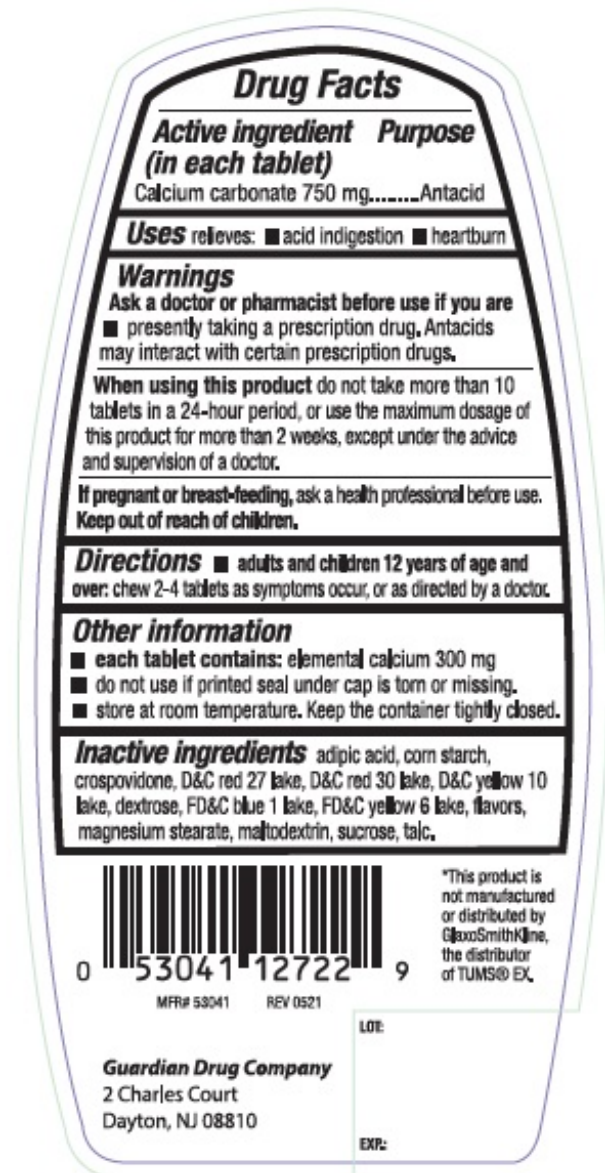 Drug Facts
Active ingredient Purpose
(in each tablet)
Calcium carbonate 750 mg.........Antacid
Uses relieves: ■ acid indigestion ■ heartburn
Warnings
Ask a doctor or pharmacist before use if you are
■ presently taking a prescription drug. Antacids
may interact with certain prescription drugs.
When using this product do not take more than 10
tablets in a 24-hour period, or use the maximum dosage of
this product for more than 2 weeks, except under the advice
and supervision of a doctor.
If pregnant or breast-feeding, ask a health professional before use.
Keep out of reach of children.
Directions ■ adults and children 12 years of age and
over: chew 2-4 tablets as symptoms occur, or as directed by a doctor.
Other information
■ each tablet contains: elemental calcium 300 mg
■ do not use if printed seal under cap is torn or missing.
■ store at room temperature. Keep the container tightly closed.
Inactive ingredients adipic acid, corn starch,
crospovidone, D&C red 27 lake, D&C red 30 lake, D&C yellow 10
lake, dextrose, FD&C blue 1 lake, FD&C yellow 6 lake, flavors,
magnesium stearate, maltodextrin, sucrose, talc.
0 53041 12722 9
MFR# 53041 REV 0521
*This product is
not manufactured
or distributed by
GlaxoSmithKline,
the distributor
of TUMS® EX.
Guardian Drug Company
2 Charles Court
Dayton, NJ 08810
LOT:
EXP.: